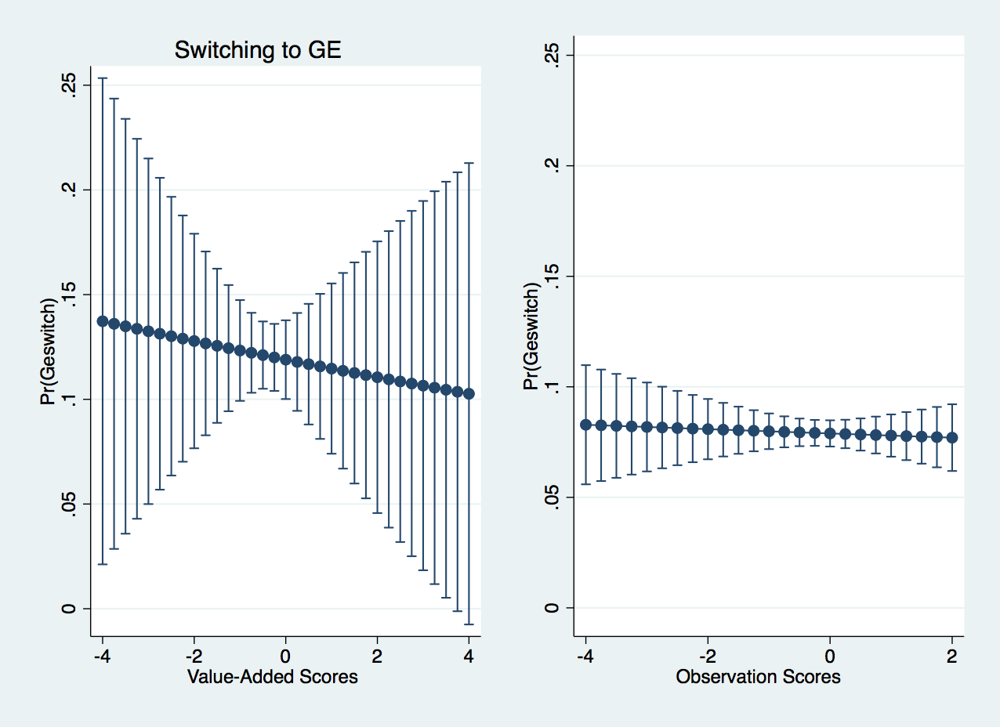 Switching to GE
Pr(Geswitch)
.25
.2
.15
.1
.05
0
-4 -2 0 2 4
Value-Added Scores
Pr(Geswitch)
.25
.2
.15
.1
.05
0
-4 -2 0 2
Observation Scores